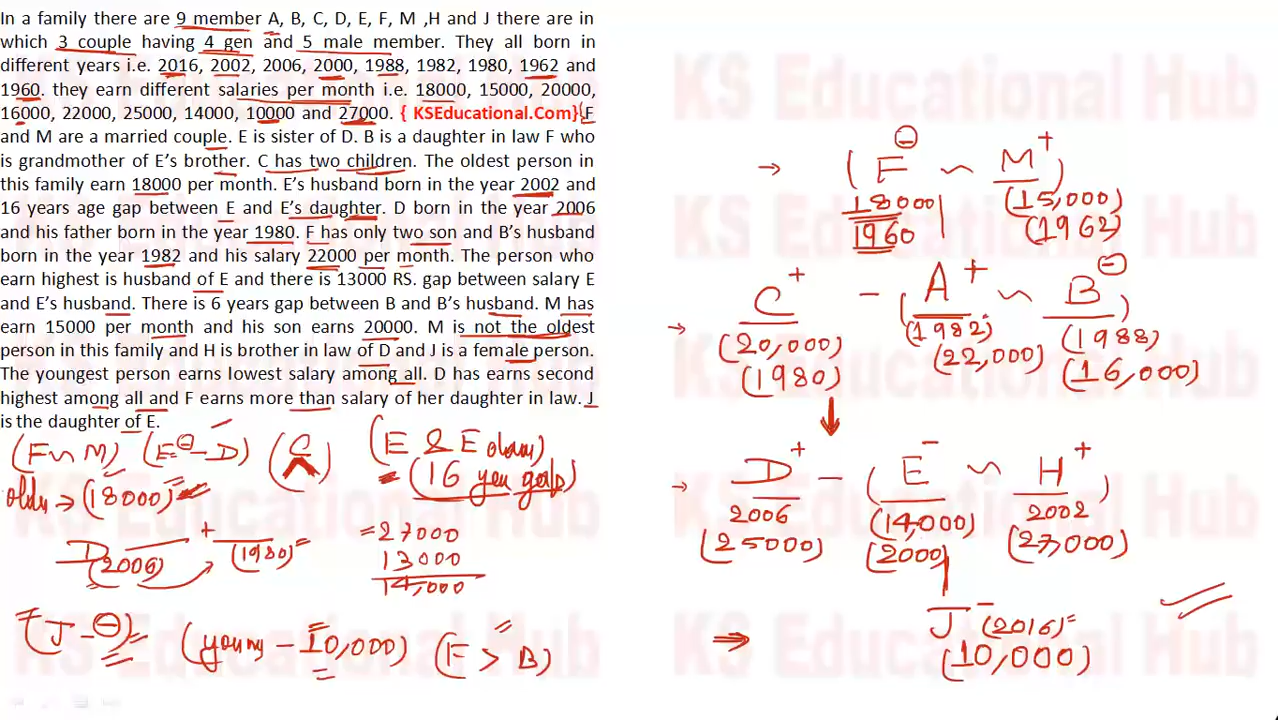 In a family there are 9 member A, B, C, D, E, F, M ,H and J there are in
which 3 couple having 4 gen and 5 male member. They all born in
different years i.e. 2016, 2002, 2006, 2000, 1988, 1982, 1980, 1962 and
1960. they earn different salaries per month i.e. 18000, 15000, 20000,
16000, 22000, 25000, 14000, 10000 and 27000. { KSEducational.Com} F
and M are a married couple. E is sister of D. B is a daughter in law F who
is grandmother of E’s brother. C has two children. The oldest person in
this family earn 18000 per month. E’s husband born in the year 2002 and
16 years age gap between E and E’s daughter. D born in the year 2006
and his father born in the year 1980. F has only two son and B’s husband
born in the year 1982 and his salary 22000 per month. The person who
earn highest is husband of E and there is 13000 RS. gap between salary E
and E’s husband. There is 6 years gap between B and B’s husband. M has
earn 15000 per month and his son earns 20000. M is not the oldest
person in this family and H is brother in law of D and J is a female person.
The youngest person earns lowest salary among all. D has earns second
highest among all and F earns more than salary of her daughter in law. J
is the daughter of E.
(F ~ M) (E⊖ - D) (C) (E & E
(16 gap)
→ (18000)
D (2006) + (1980) =
= 27000
13000
14,000
(J - ⊖) (young - 10,000) (F > B)
KS Educational Hub
→ (F⊖ ~ M+)
18000 (15,000)
1960 (1962)
→ C+ - (A+ ~ B⊖)
(20,000) (1982) (1988)
(1980) (22,000) (16,000)
→ D+ - (E- ~ H+)
2006 (14,000) 2002
(25000) (2000) (27,000)
⇒ J- (2016)=
(10,000)
KS Educational Hub
KS Educational Hub
KS Educational Hub
KS Educational Hub